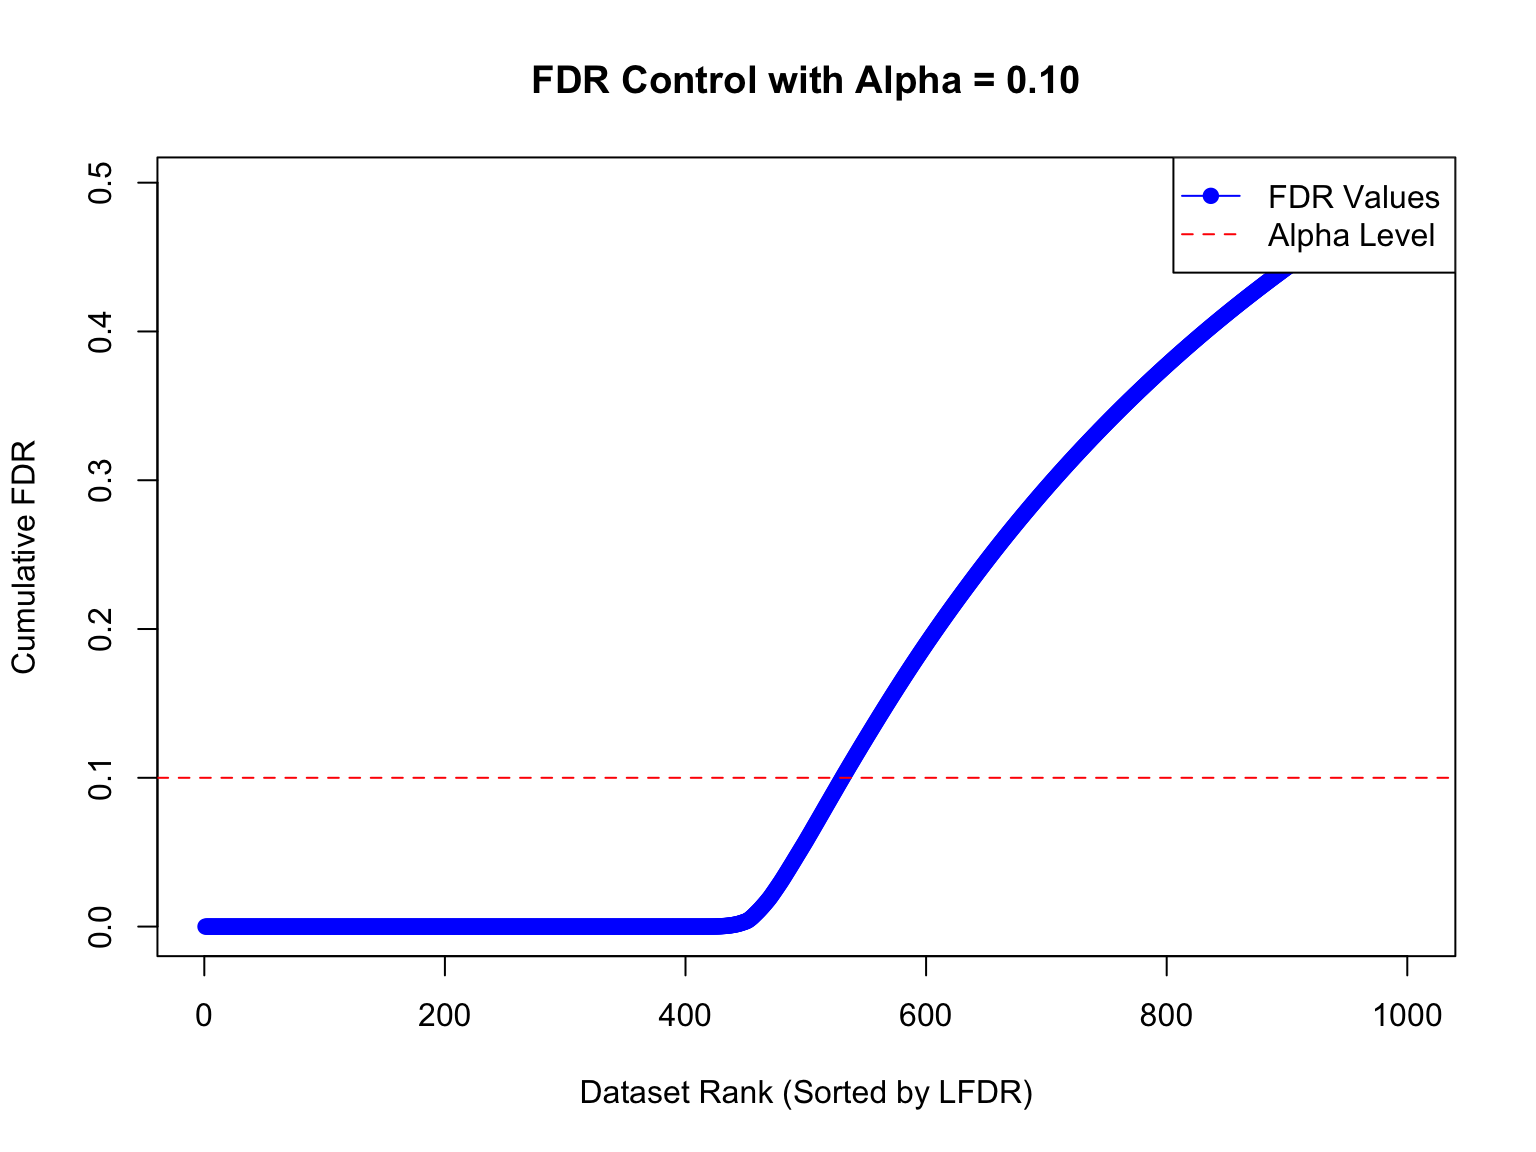 FDR Control with Alpha = 0.10
FDR Values
Alpha Level
Cumulative FDR
0.5
0.4
0.3
0.2
0.1
0.0
0 200 400 600 800 1000
Dataset Rank (Sorted by LFDR)